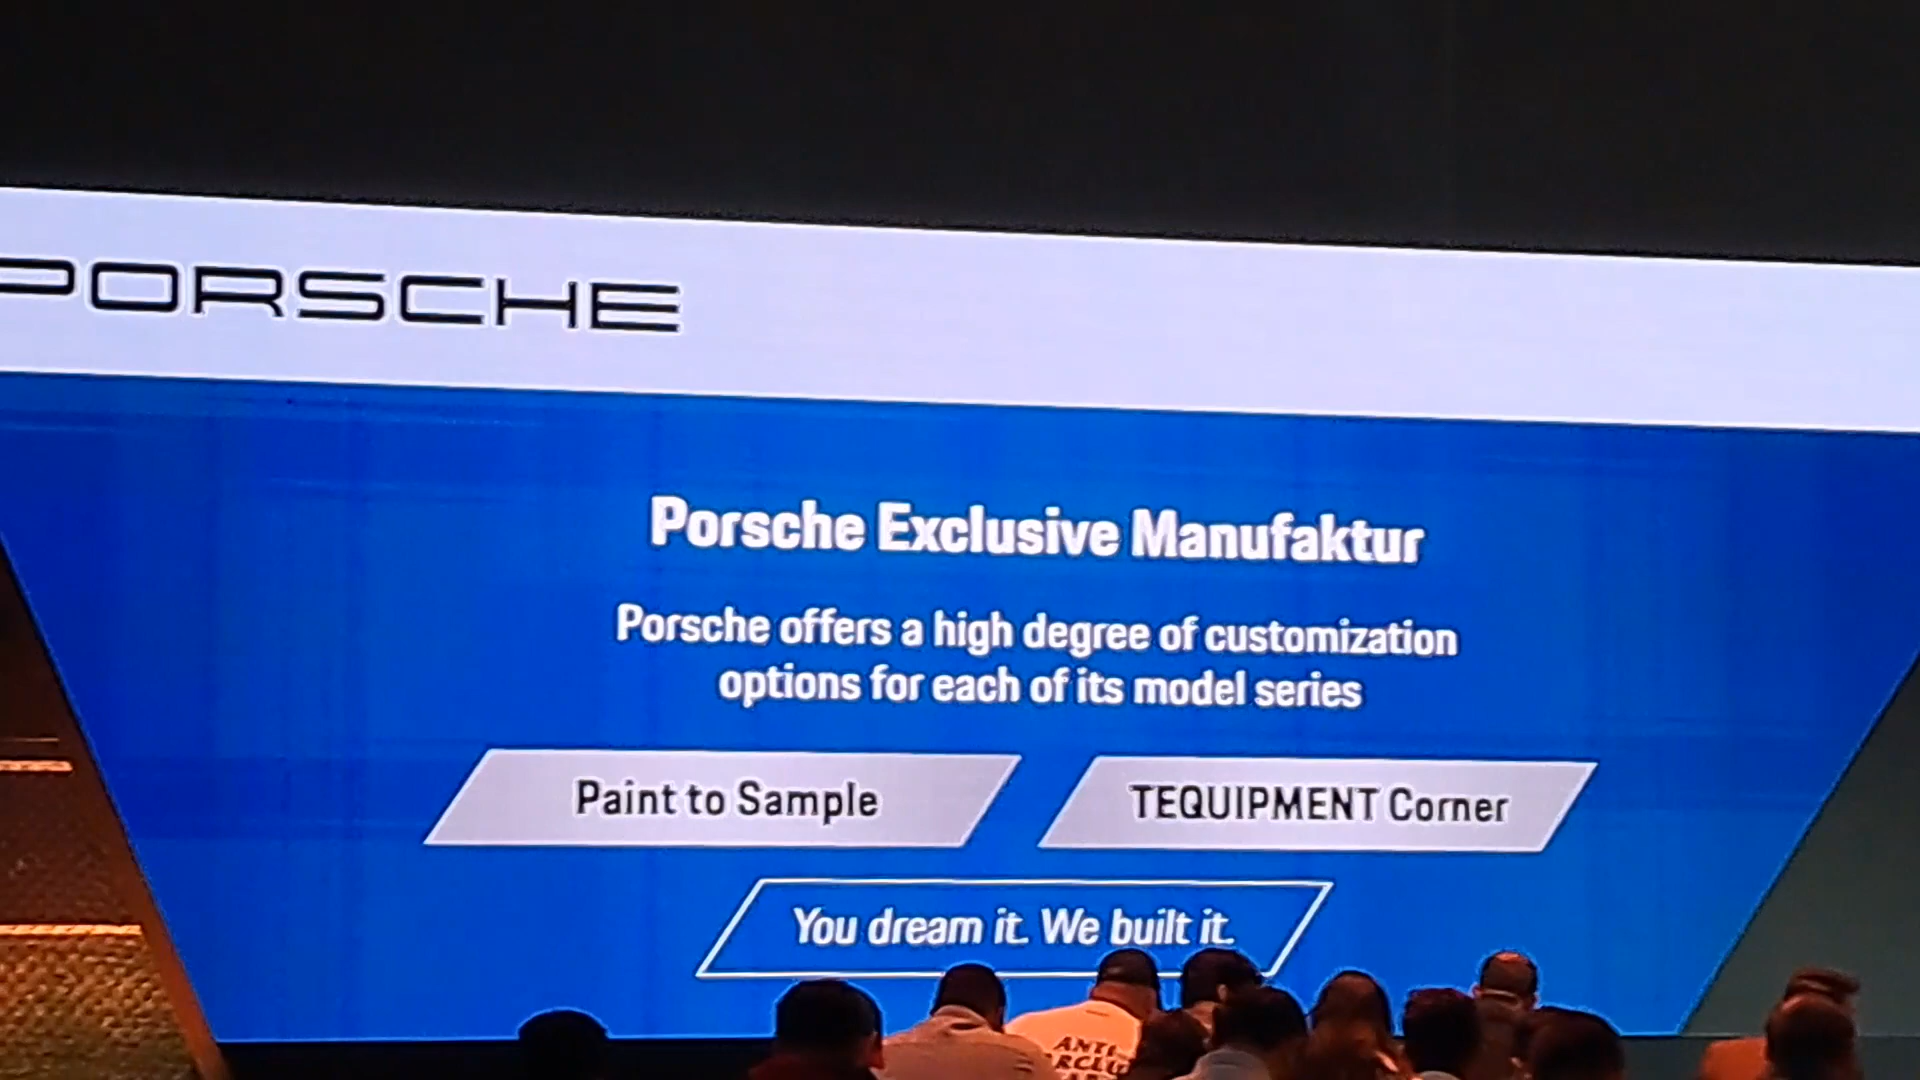 PORSCHE
Porsche Exclusive Manufaktur
Porsche offers a high degree of customization
options for each of its model series
Paint to Sample
TEQUIPMENT Corner
You dream it. We built it.
ANTI